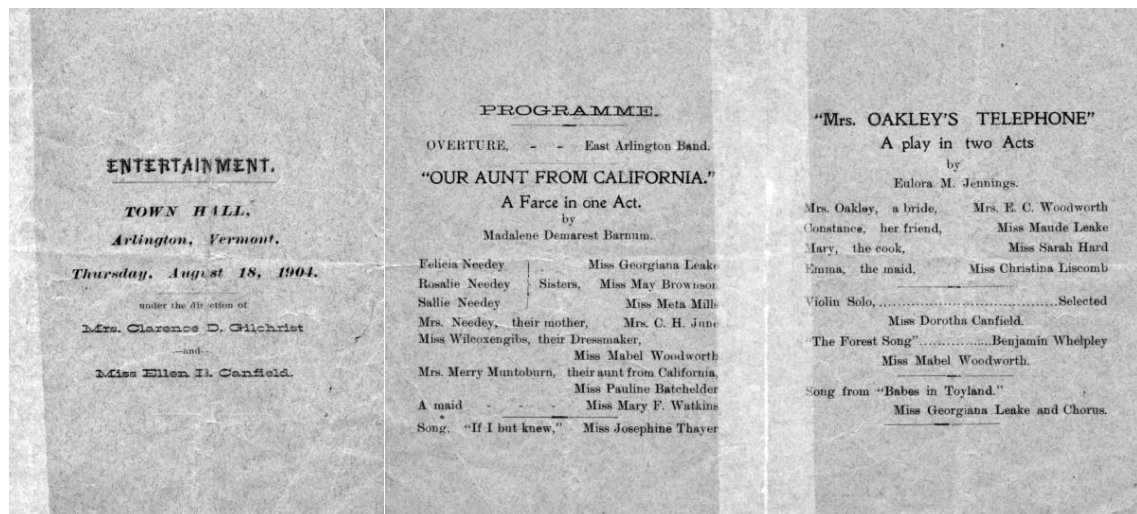 ENTERTAINMENT.
TOWN HALL,
Arlington, Vermont.
Thursday, August 18, 1904.
under the direction of
Mrs. Clarence D. Gilchrist
—and—
Miss Ellen B. Canfield.
PROGRAMME.
OVERTURE, - - East Arlington Band.
"OUR AUNT FROM CALIFORNIA."
A Farce in one Act.
by
Madalene Demarest Barnum.
Felicia Needey Miss Georgiana Leake
Rosalie Needey } Sisters, Miss May Brownson
Sallie Needey Miss Meta Mills
Mrs. Needey, their mother, Mrs. C. H. June
Miss Wilcoxengibs, their Dressmaker,
Miss Mabel Woodworth
Mrs. Merry Muntoburn, their aunt from California,
Miss Pauline Batchelder
A maid - - - Miss Mary F. Watkins
Song, "If I but knew," Miss Josephine Thayer
"Mrs. OAKLEY'S TELEPHONE"
A play in two Acts
by
Eulora M. Jennings.
Mrs. Oakley, a bride, Mrs. E. C. Woodworth
Constance, her friend, Miss Maude Leake
Mary, the cook, Miss Sarah Hard
Emma, the maid, Miss Christina Liscomb
Violin Solo,........................................Selected
Miss Dorotha Canfield.
"The Forest Song"................Benjamin Whelpley
Miss Mabel Woodworth.
Song from "Babes in Toyland."
Miss Georgiana Leake and Chorus.